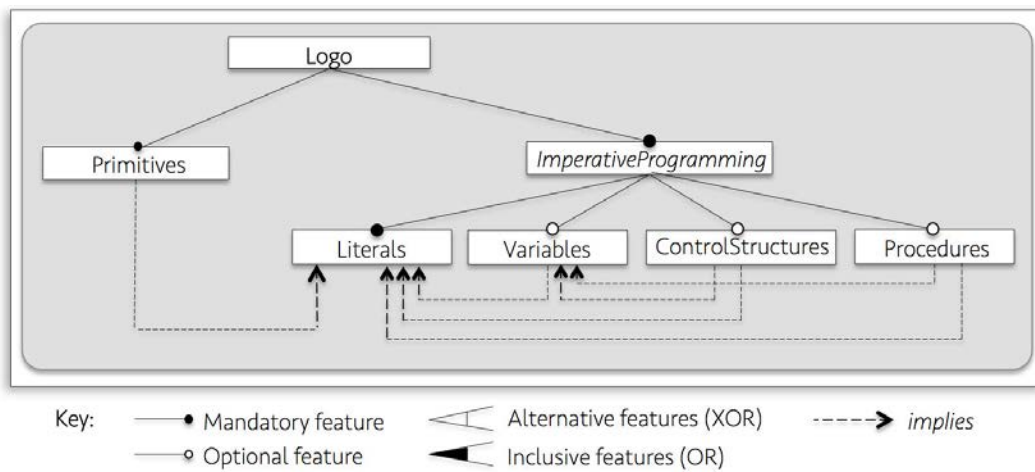 Logo
Primitives
ImperativeProgramming
Literals
Variables
ControlStructures
Procedures
Key:
Mandatory feature
Alternative features (XOR)
implies
Optional feature
Inclusive features (OR)